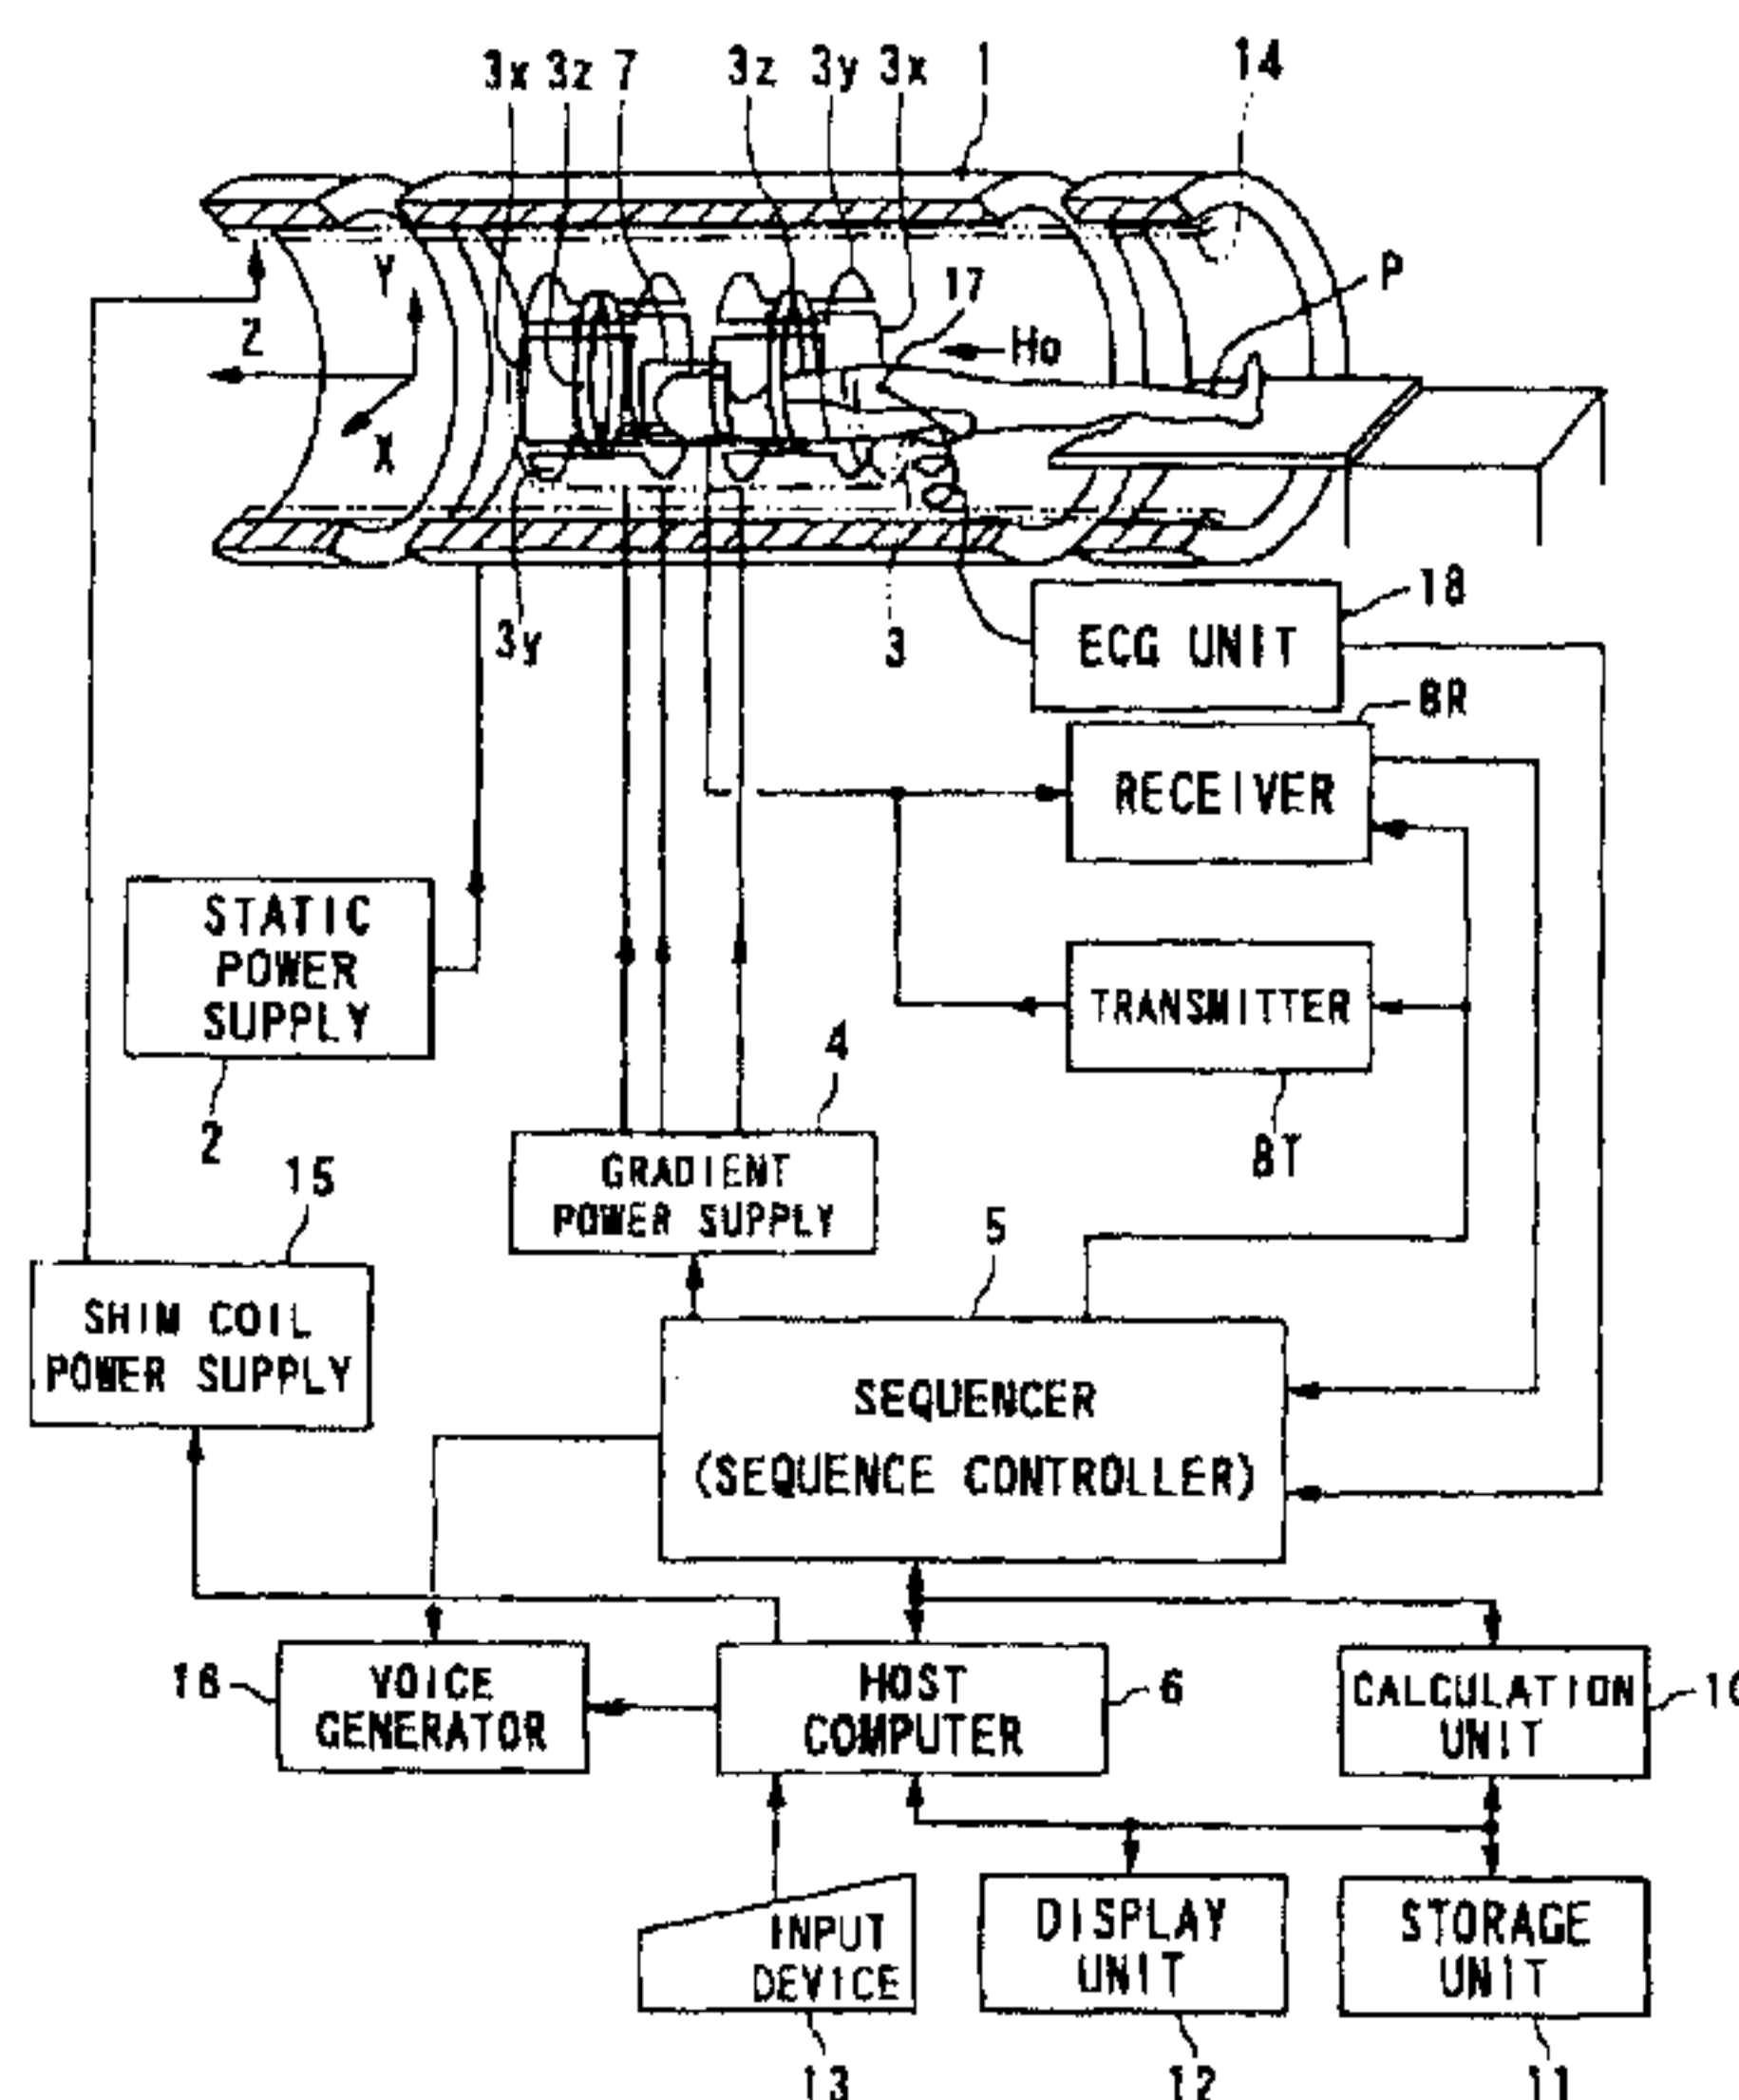 3x 3z 7 3z 3y 3x 1 14
Y
P
17
Z
Ho
X
18
3y
3
ECG UNIT
8R
RECEIVER
STATIC
POWER
SUPPLY
TRANSMITTER
4
2
8T
15
GRADIENT
POWER SUPPLY
5
SHIM COIL
POWER SUPPLY
SEQUENCER
(SEQUENCE CONTROLLER)
16
VOICE
GENERATOR
HOST
COMPUTER
6
CALCULATION
UNIT
INPUT
DEVICE
DISPLAY
UNIT
STORAGE
UNIT
13
12
11